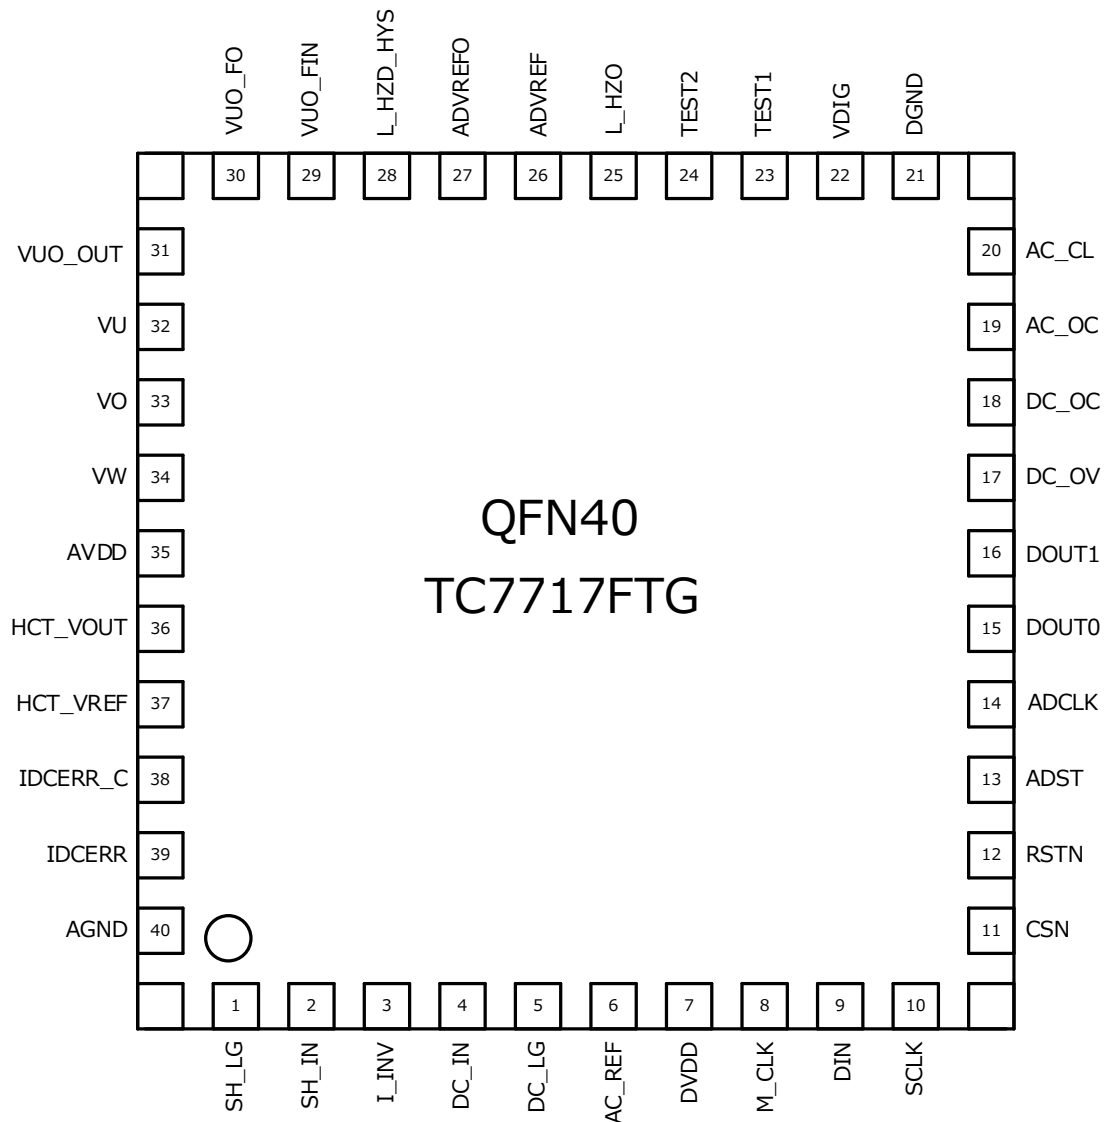 VUO_FO
VUO_FIN
L_HZD_HYS
ADVREFO
ADVREF
L_HZO
TEST2
TEST1
VDIG
DGND
30
29
28
27
26
25
24
23
22
21
VUO_OUT
31
20
AC_CL
VU
32
19
AC_OC
VO
33
18
DC_OC
VW
34
17
DC_OV
QFN40
AVDD
35
16
DOUT1
TC7717FTG
HCT_VOUT
36
15
DOUT0
HCT_VREF
37
14
ADCLK
IDCERR_C
38
13
ADST
IDCERR
39
12
RSTN
AGND
40
11
CSN
1
2
3
4
5
6
7
8
9
10
SH_LG
SH_IN
I_INV
DC_IN
DC_LG
AC_REF
DVDD
M_CLK
DIN
SCLK